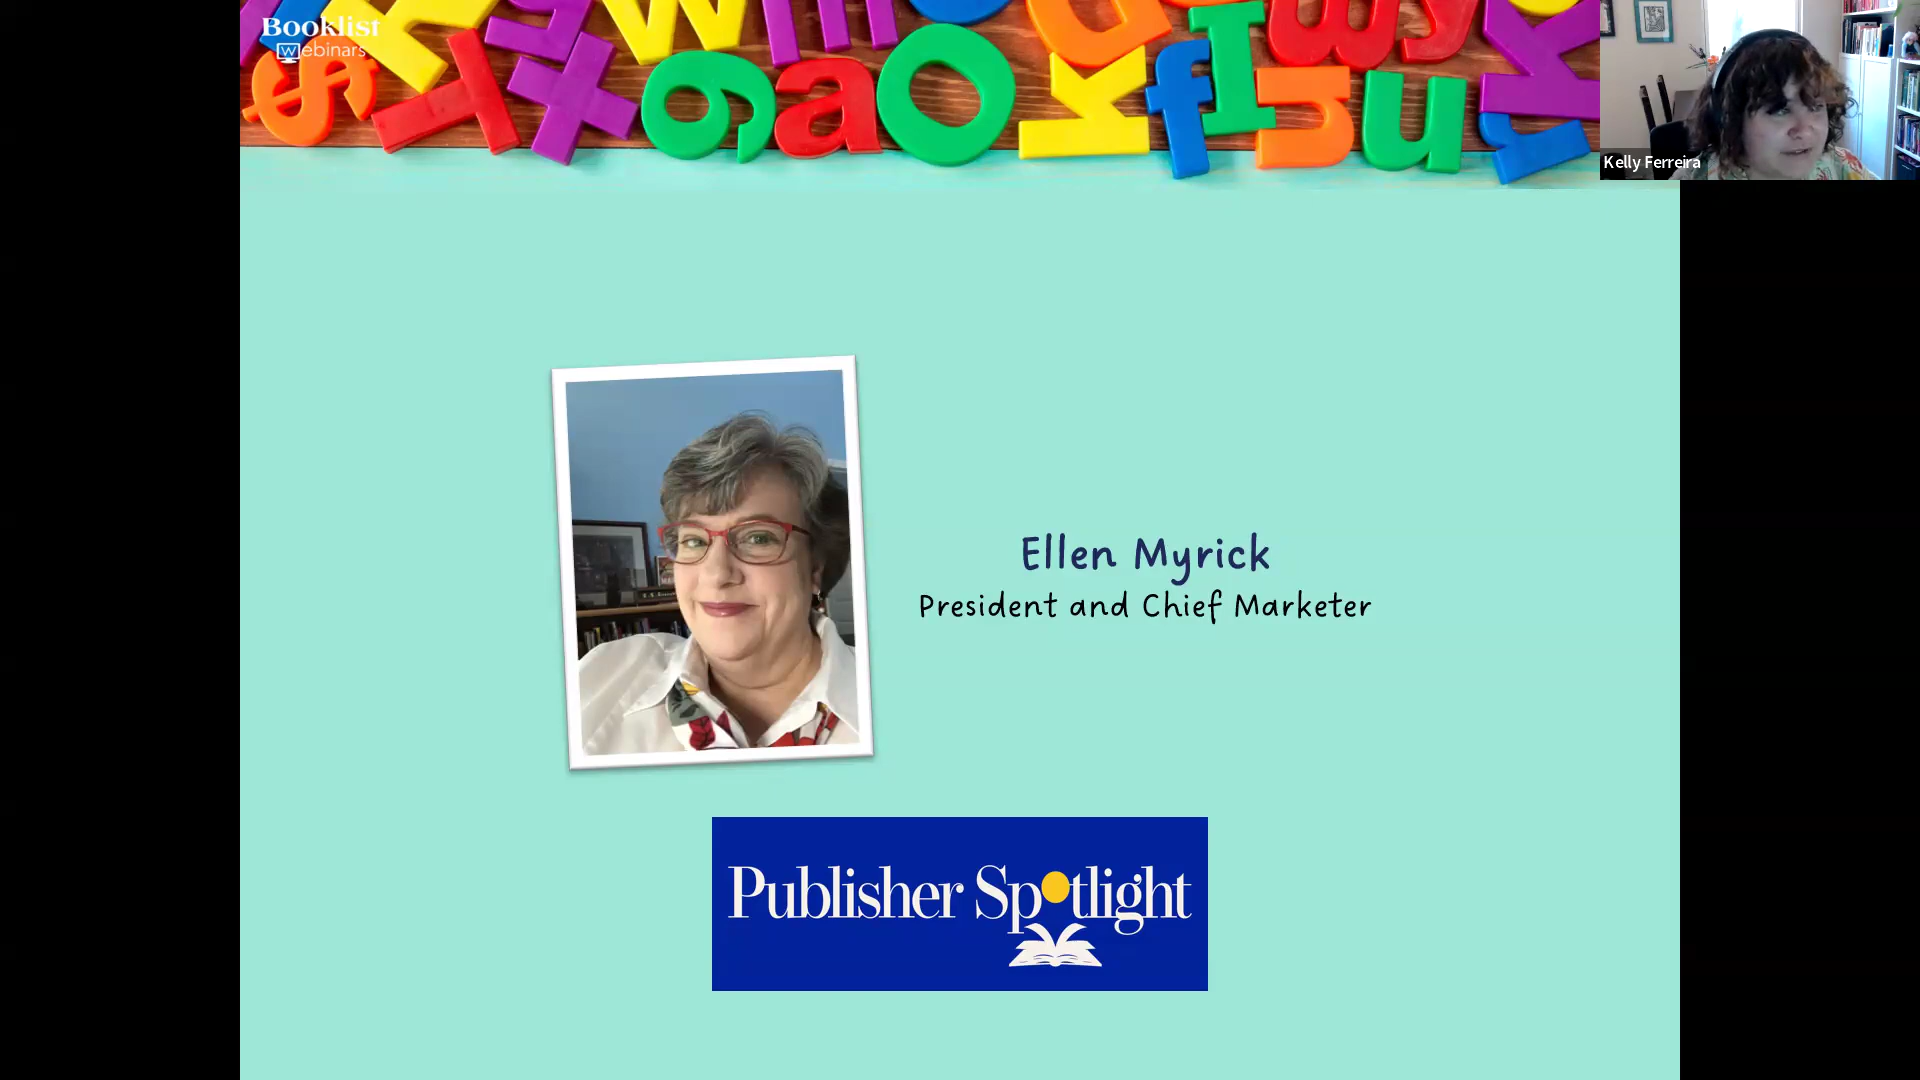 Booklist
Webinars
Kelly Ferreira
Ellen Myrick
President and Chief Marketer
Publisher Spotlight